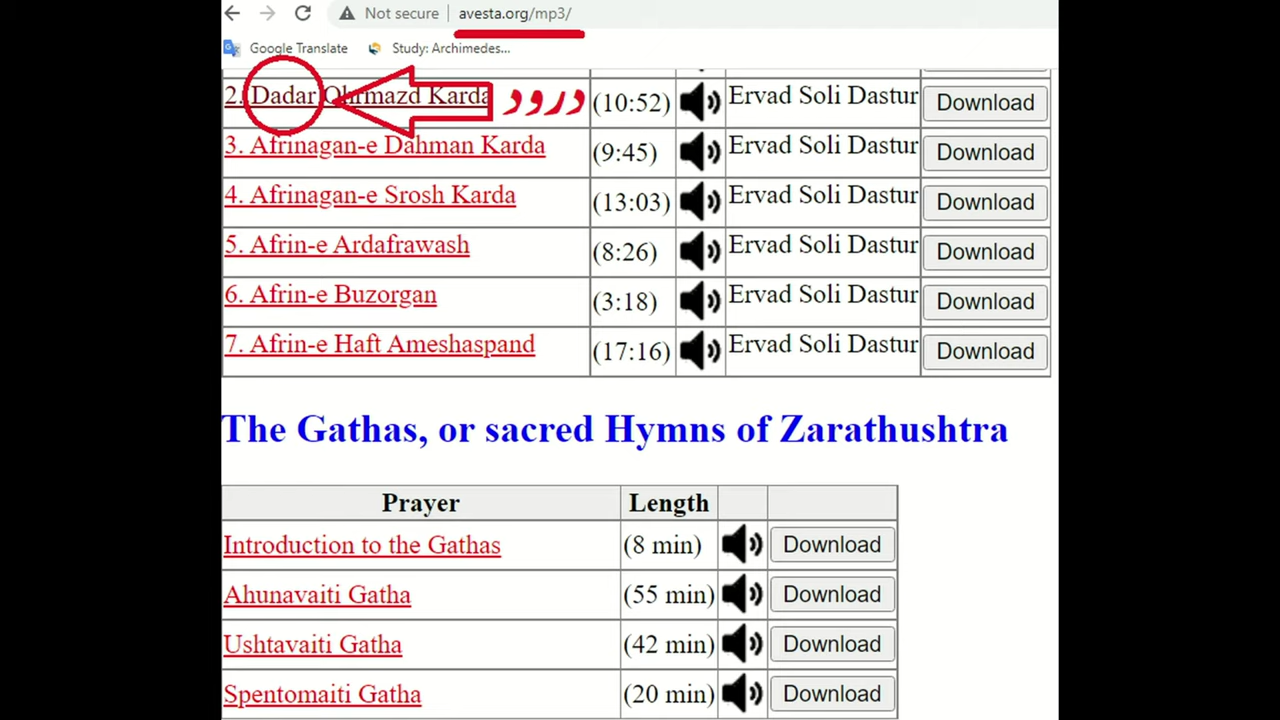 Not secure avesta.org/mp3/
Google Translate Study: Archimedes...
2. Dadar Ohrmazd Karda درود (10:52) Ervad Soli Dastur Download
3. Afrinagan-e Dahman Karda (9:45) Ervad Soli Dastur Download
4. Afrinagan-e Srosh Karda (13:03) Ervad Soli Dastur Download
5. Afrin-e Ardafrawash (8:26) Ervad Soli Dastur Download
6. Afrin-e Buzorgan (3:18) Ervad Soli Dastur Download
7. Afrin-e Haft Ameshaspand (17:16) Ervad Soli Dastur Download
The Gathas, or sacred Hymns of Zarathushtra
Prayer Length
Introduction to the Gathas (8 min) Download
Ahunavaiti Gatha (55 min) Download
Ushtavaiti Gatha (42 min) Download
Spentomaiti Gatha (20 min) Download